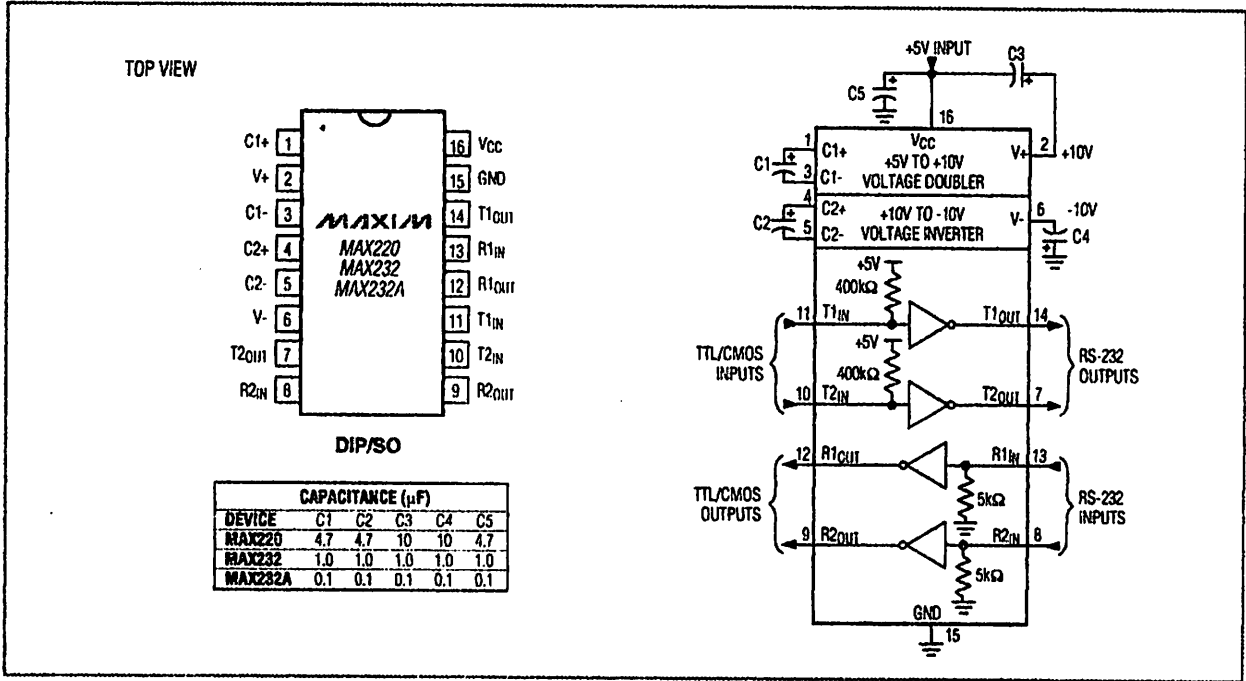 TOP VIEW
C1+ 1
V+ 2
C1- 3
C2+ 4
C2- 5
V- 6
T2OUT 7
R2IN 8
16 VCC
15 GND
14 T1OUT
13 R1IN
12 R1OUT
11 T1IN
10 T2IN
9 R2OUT
MAXIM
MAX220
MAX232
MAX232A
DIP/SO
CAPACITANCE (µF)
DEVICE C1 C2 C3 C4 C5
MAX220 4.7 4.7 10 10 4.7
MAX232 1.0 1.0 1.0 1.0 1.0
MAX232A 0.1 0.1 0.1 0.1 0.1
+5V INPUT
C3
C5
16
VCC
1 C1+
C1
3 C1-
+5V TO +10V
VOLTAGE DOUBLER
V+ 2 +10V
4 C2+
C2
5 C2-
+10V TO -10V
VOLTAGE INVERTER
V- 6 -10V
C4
+5V
400kΩ
11 T1IN
T1OUT 14
+5V
400kΩ
10 T2IN
T2OUT 7
TTL/CMOS
INPUTS
RS-232
OUTPUTS
12 R1OUT
R1IN 13
5kΩ
9 R2OUT
R2IN 8
5kΩ
TTL/CMOS
OUTPUTS
RS-232
INPUTS
GND
15